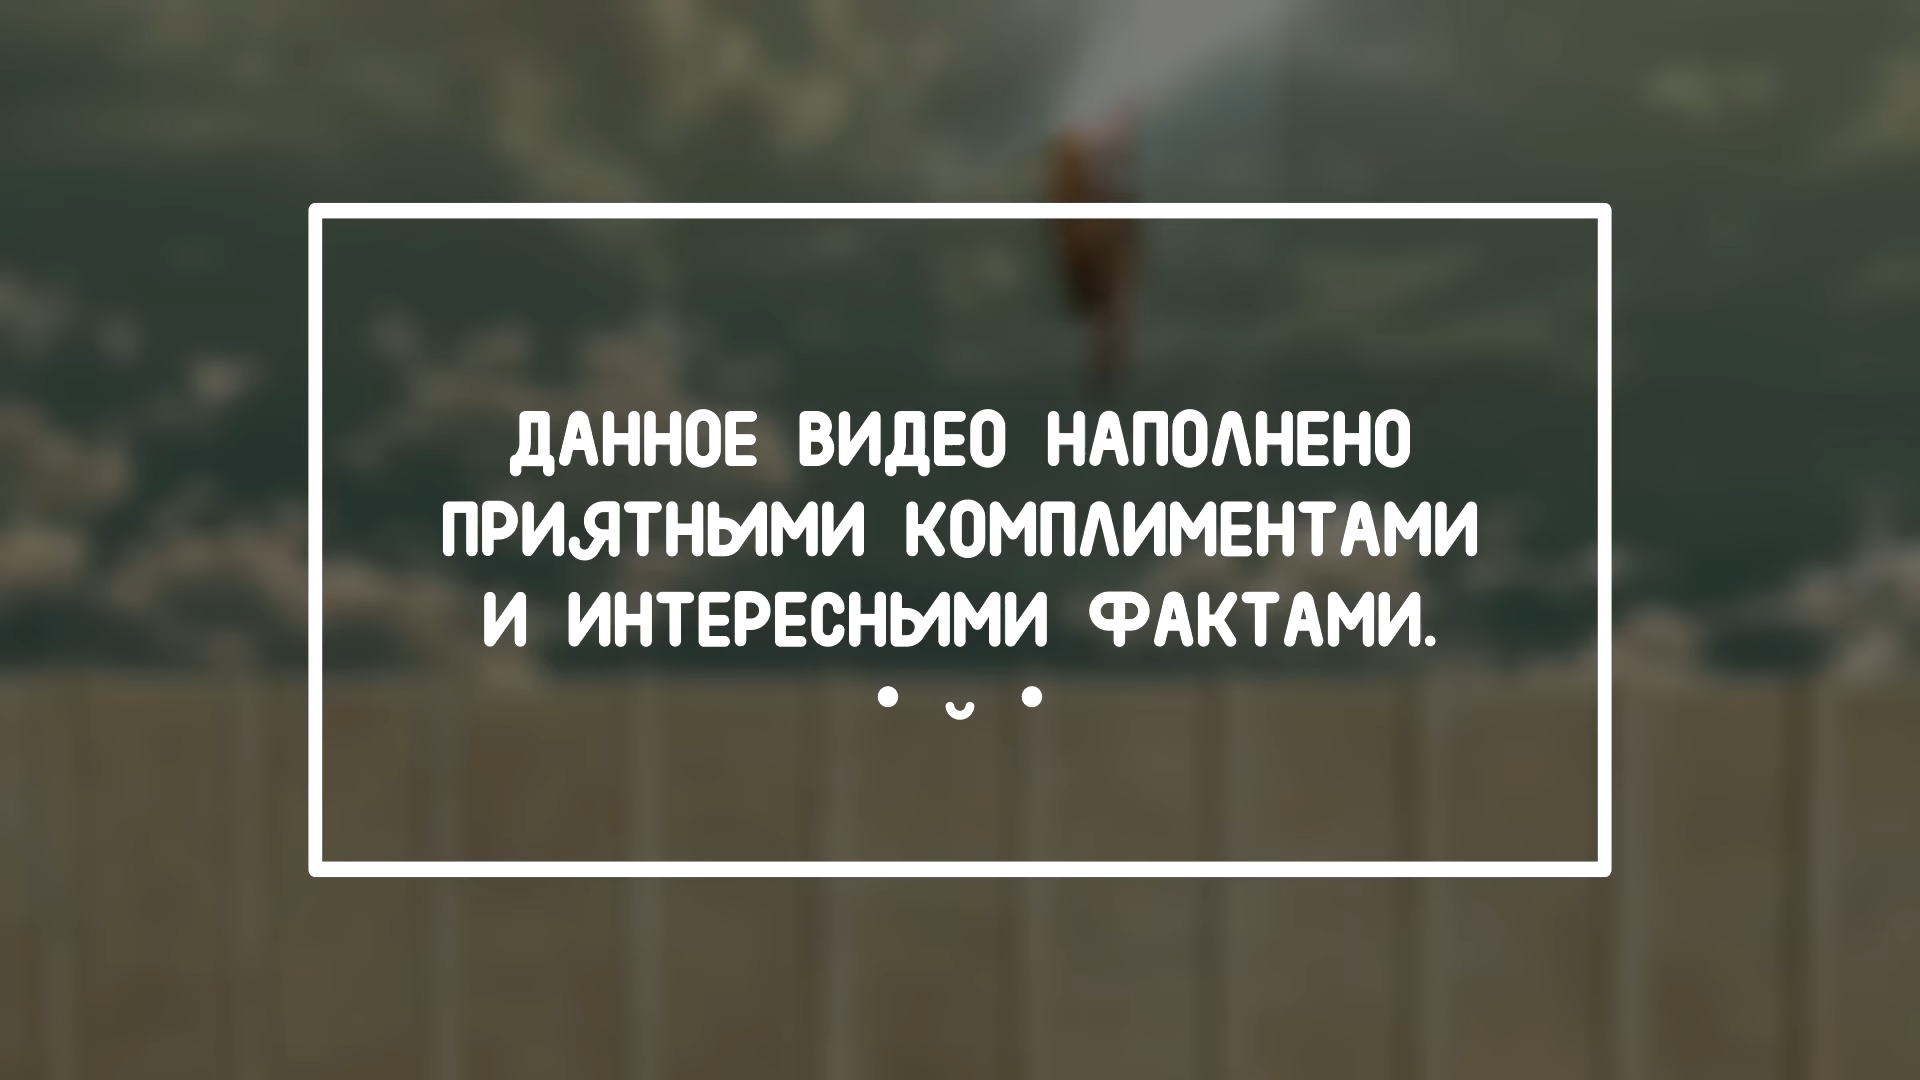 ДАННОЕ ВИДЕО НАПОЛНЕНО
ПРИЯТНЫМИ КОМПЛИМЕНТАМИ
И ИНТЕРЕСНЫМИ ФАКТАМИ.
• ᴗ •